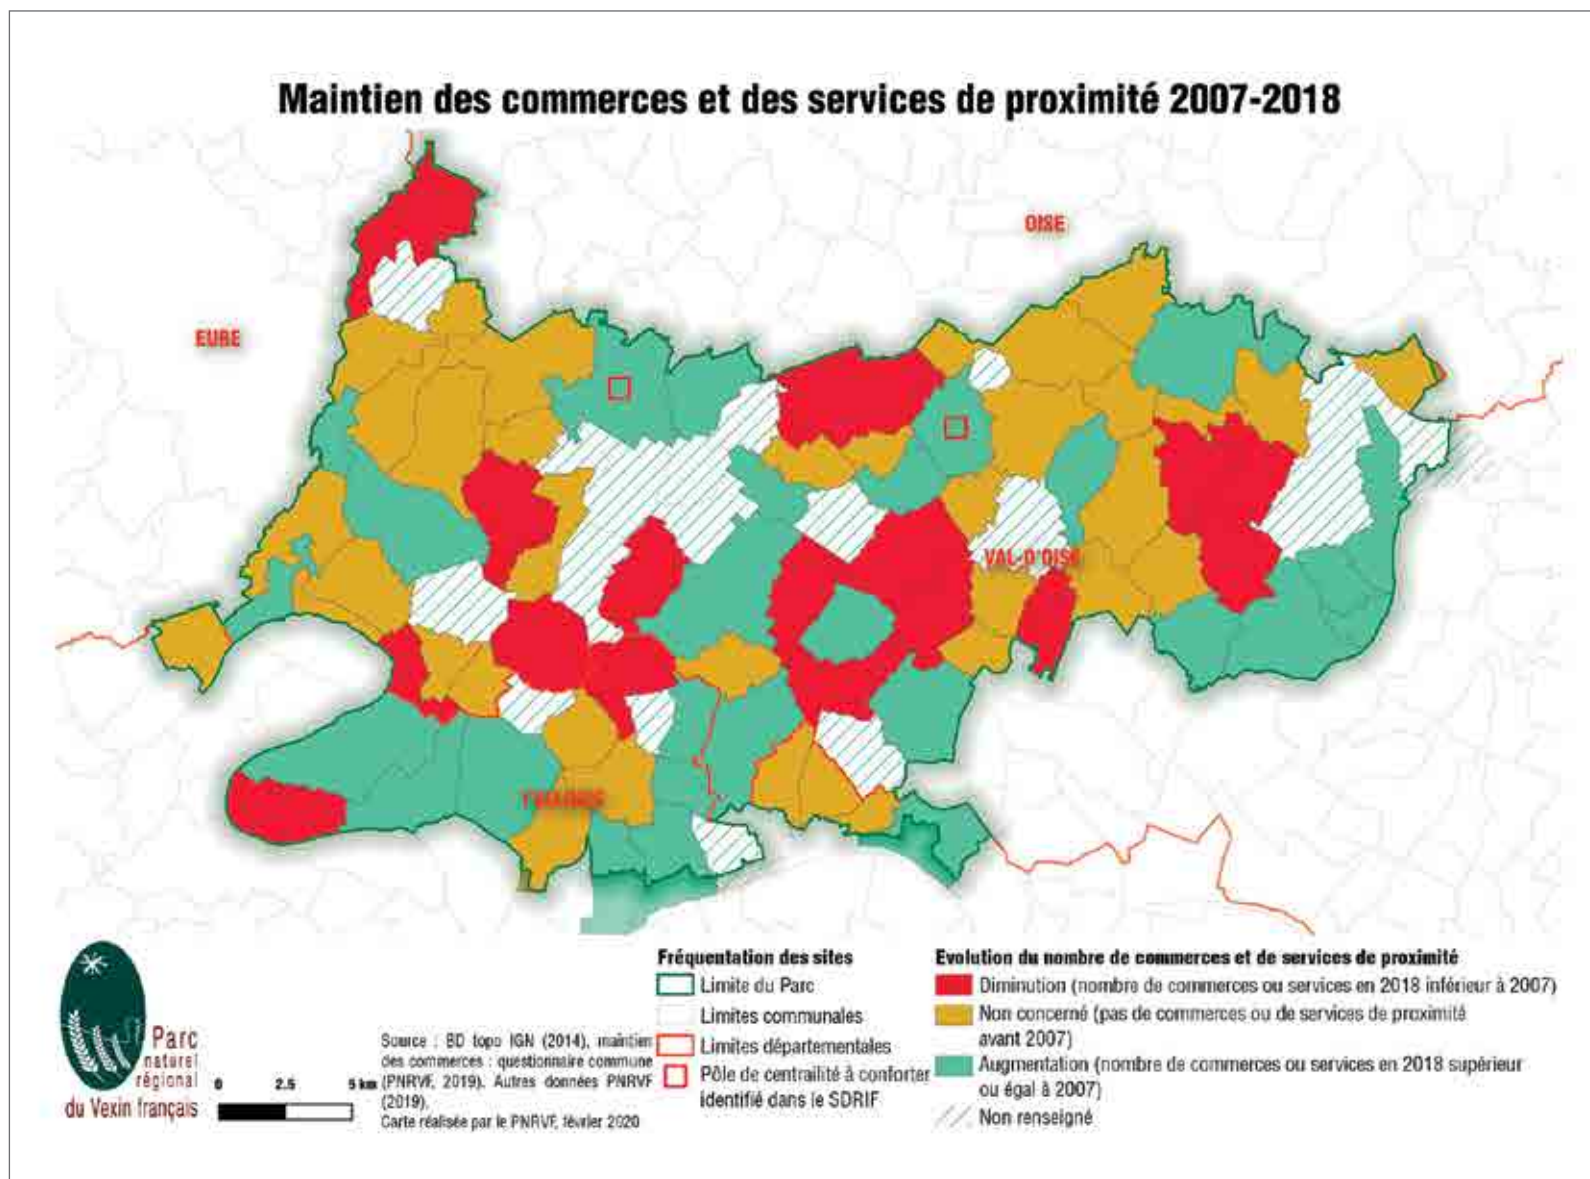 Maintien des commerces et des services de proximité 2007-2018
OISE
EURE
VAL-D'OISE
YVELINES
Parc
naturel
régional
du Vexin français
0 2.5 5 km
Source : BD topo IGN (2014), maintien
des commerces : questionnaire commune
(PNRVF, 2019). Autres données PNRVF
(2019).
Carte réalisée par le PNRVF, février 2020
Fréquentation des sites
Limite du Parc
Limites communales
Limites départementales
Pôle de centrailité à conforter
identifié dans le SDRIF
Evolution du nombre de commerces et de services de proximité
Diminution (nombre de commerces ou services en 2018 inférieur à 2007)
Non concerné (pas de commerces ou de services de proximité
avant 2007)
Augmentation (nombre de commerces ou services en 2018 supérieur
ou égal à 2007)
Non renseigné